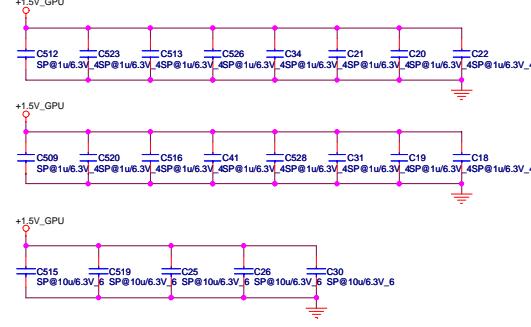 +1.5V_GPU
C512 C523 C513 C526 C34 C21 C20 C22
SP@1u/6.3V_4SP@1u/6.3V_4SP@1u/6.3V_4SP@1u/6.3V_4SP@1u/6.3V_4SP@1u/6.3V_4SP@1u/6.3V_4SP@1u/6.3V_4
+1.5V_GPU
C509 C520 C516 C41 C528 C31 C19 C18
SP@1u/6.3V_4SP@1u/6.3V_4SP@1u/6.3V_4SP@1u/6.3V_4SP@1u/6.3V_4SP@1u/6.3V_4SP@1u/6.3V_4SP@1u/6.3V_4
+1.5V_GPU
C515 C519 C25 C26 C30
SP@10u/6.3V_6 SP@10u/6.3V_6 SP@10u/6.3V_6 SP@10u/6.3V_6 SP@10u/6.3V_6